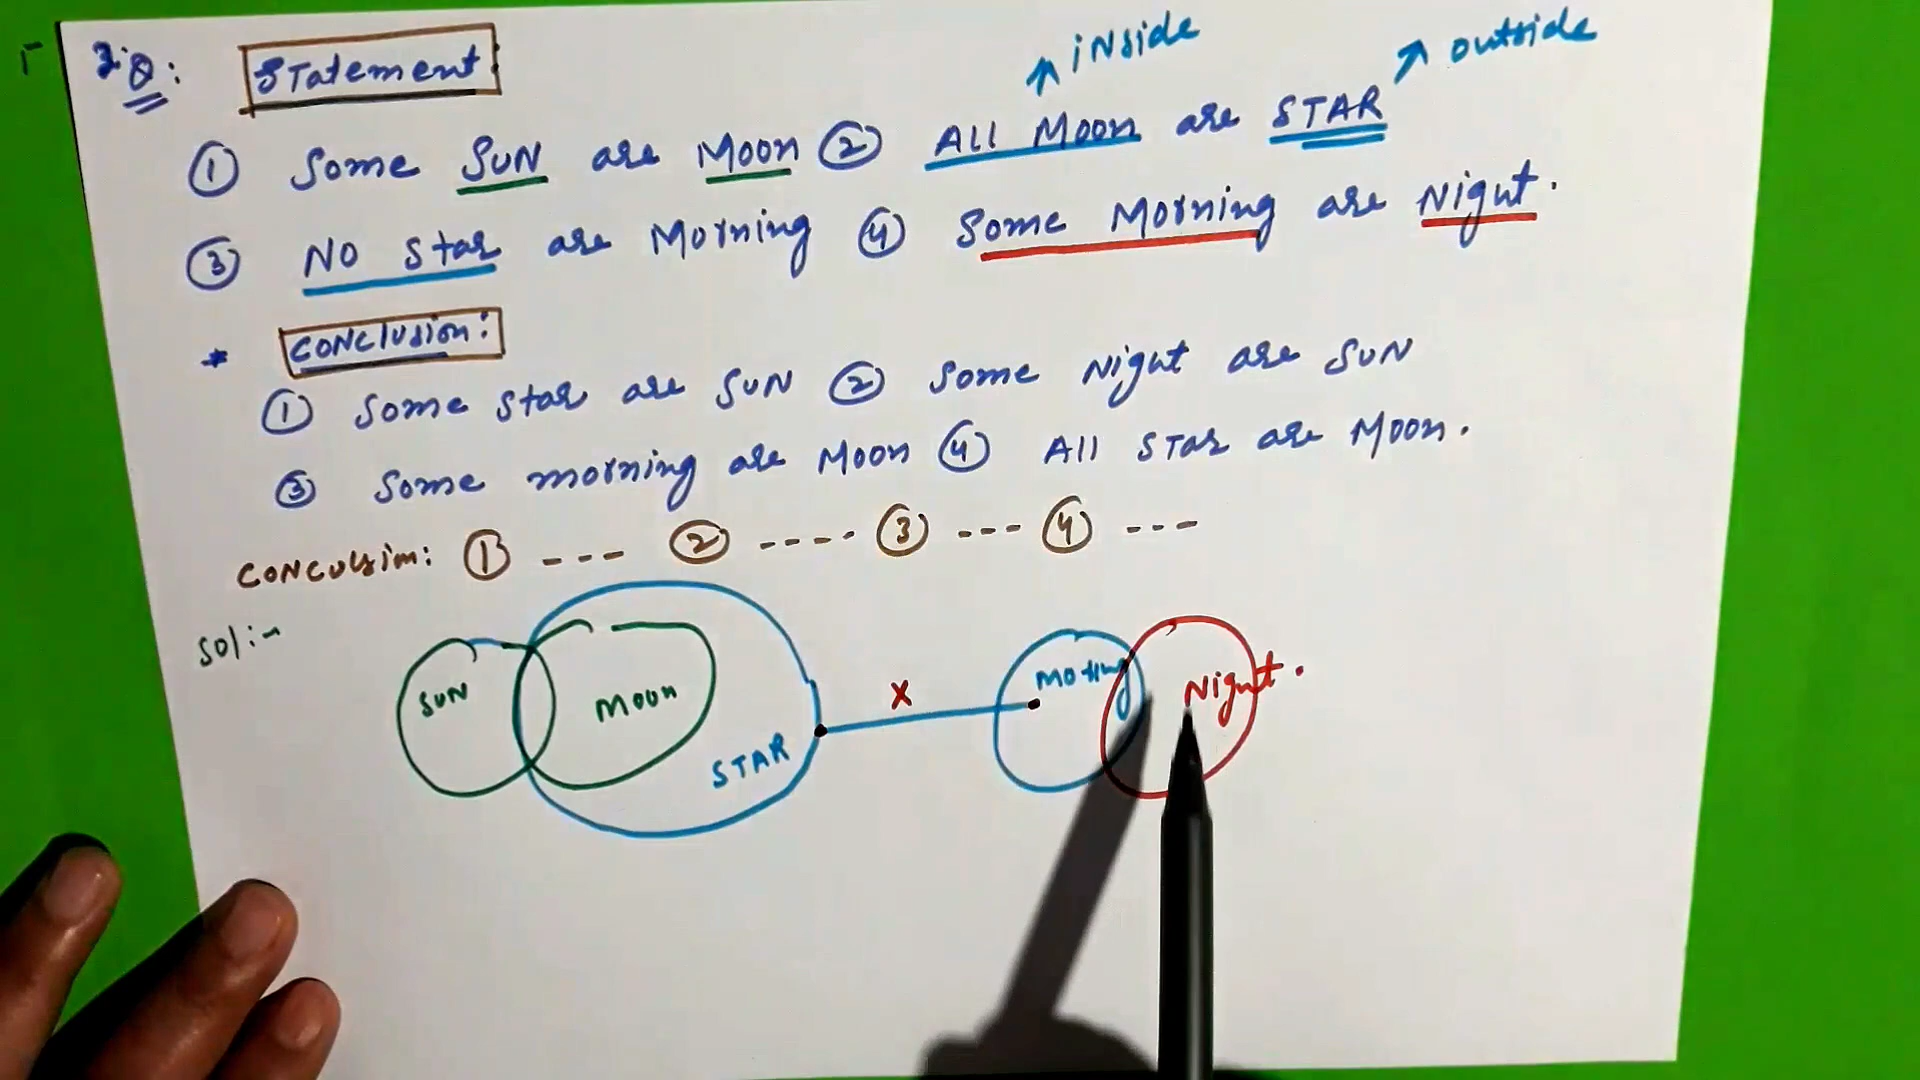 inside outside
3.Q: STatement:
① Some SUN are Moon ② All Moon are STAR
③ NO Star are Morning ④ Some Morning are Night.
* CONClusion:
① Some star are SUN ② Some Night are SUN
③ Some morning are Moon ④ All STar are Moon.
① --- ② ---- ③ --- ④ ---
Sol:-
SUN Moon STAR X Night.